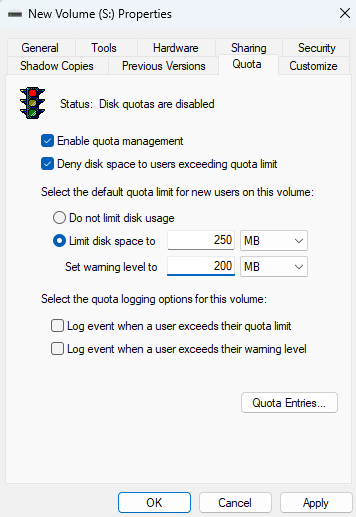 New Volume (S:) Properties
General Tools Hardware Sharing Security
Shadow Copies Previous Versions Quota Customize
Status: Disk quotas are disabled
Enable quota management
Deny disk space to users exceeding quota limit
Select the default quota limit for new users on this volume:
Do not limit disk usage
Limit disk space to 250 MB
Set warning level to 200 MB
Select the quota logging options for this volume:
Log event when a user exceeds their quota limit
Log event when a user exceeds their warning level
Quota Entries...
OK Cancel Apply